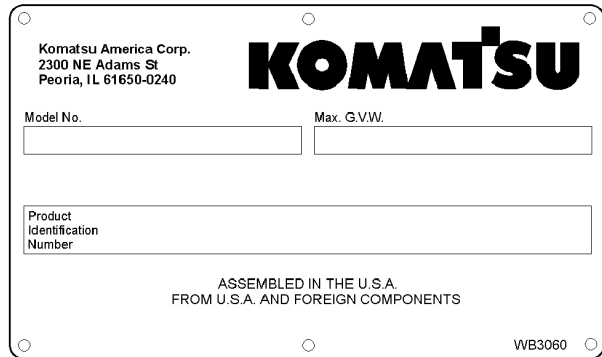 Komatsu America Corp.
2300 NE Adams St
Peoria, IL 61650-0240
KOMATSU
Model No.
Max. G.V.W.
Product
Identification
Number
ASSEMBLED IN THE U.S.A.
FROM U.S.A. AND FOREIGN COMPONENTS
WB3060